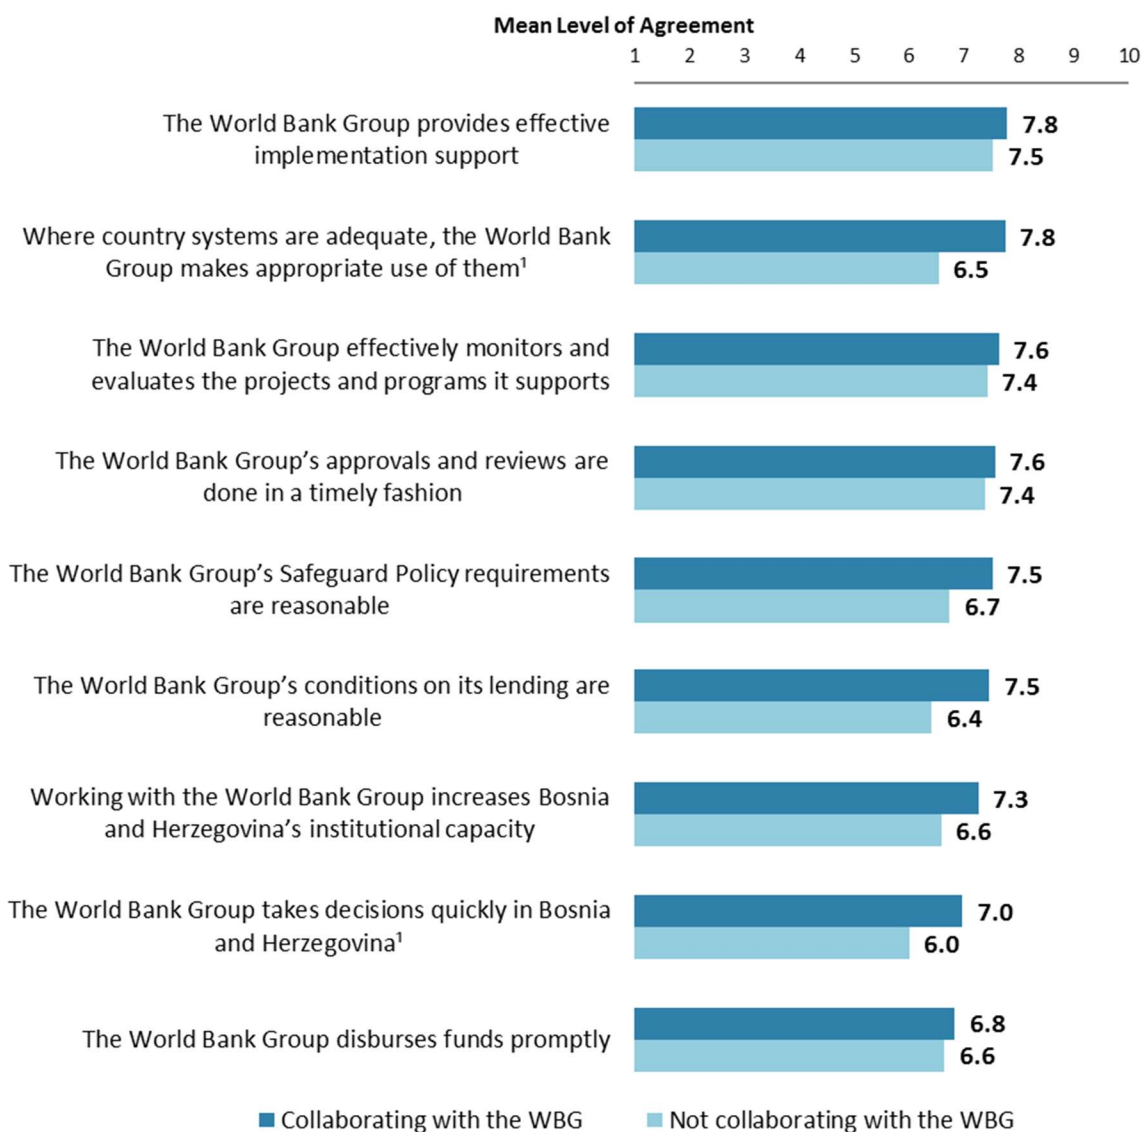 Mean Level of Agreement
1 2 3 4 5 6 7 8 9 10
The World Bank Group provides effective
implementation support
7.8
7.5
Where country systems are adequate, the World Bank
Group makes appropriate use of them¹
7.8
6.5
The World Bank Group effectively monitors and
evaluates the projects and programs it supports
7.6
7.4
The World Bank Group’s approvals and reviews are
done in a timely fashion
7.6
7.4
The World Bank Group’s Safeguard Policy requirements
are reasonable
7.5
6.7
The World Bank Group’s conditions on its lending are
reasonable
7.5
6.4
Working with the World Bank Group increases Bosnia
and Herzegovina’s institutional capacity
7.3
6.6
The World Bank Group takes decisions quickly in Bosnia
and Herzegovina¹
7.0
6.0
The World Bank Group disburses funds promptly
6.8
6.6
Collaborating with the WBG
Not collaborating with the WBG